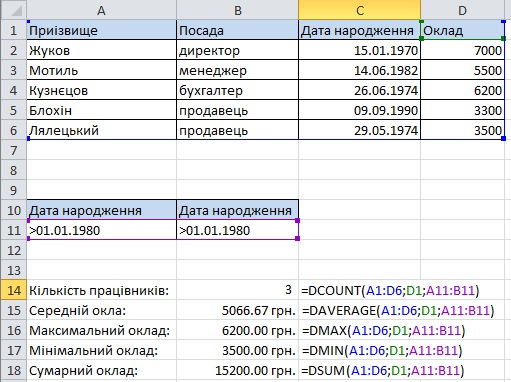 A B C D
1 Приізвище Посада Дата народження Оклад
2 Жуков директор 15.01.1970 7000
3 Мотиль менеджер 14.06.1982 5500
4 Кузнєцов бухгалтер 26.06.1974 6200
5 Блохін продавець 09.09.1990 3300
6 Лялецький продавець 29.05.1974 3500
7
8
9
10 Дата народження Дата народження
11 >01.01.1980 >01.01.1980
12
13
14 Кількість працівників: 3 =DCOUNT(A1:D6;D1;A11:B11)
15 Середній окла: 5066.67 грн. =DAVERAGE(A1:D6;D1;A11:B11)
16 Максимальний оклад: 6200.00 грн. =DMAX(A1:D6;D1;A11:B11)
17 Мінімальний оклад: 3500.00 грн. =DMIN(A1:D6;D1;A11:B11)
18 Сумарний оклад: 15200.00 грн. =DSUM(A1:D6;D1;A11:B11)